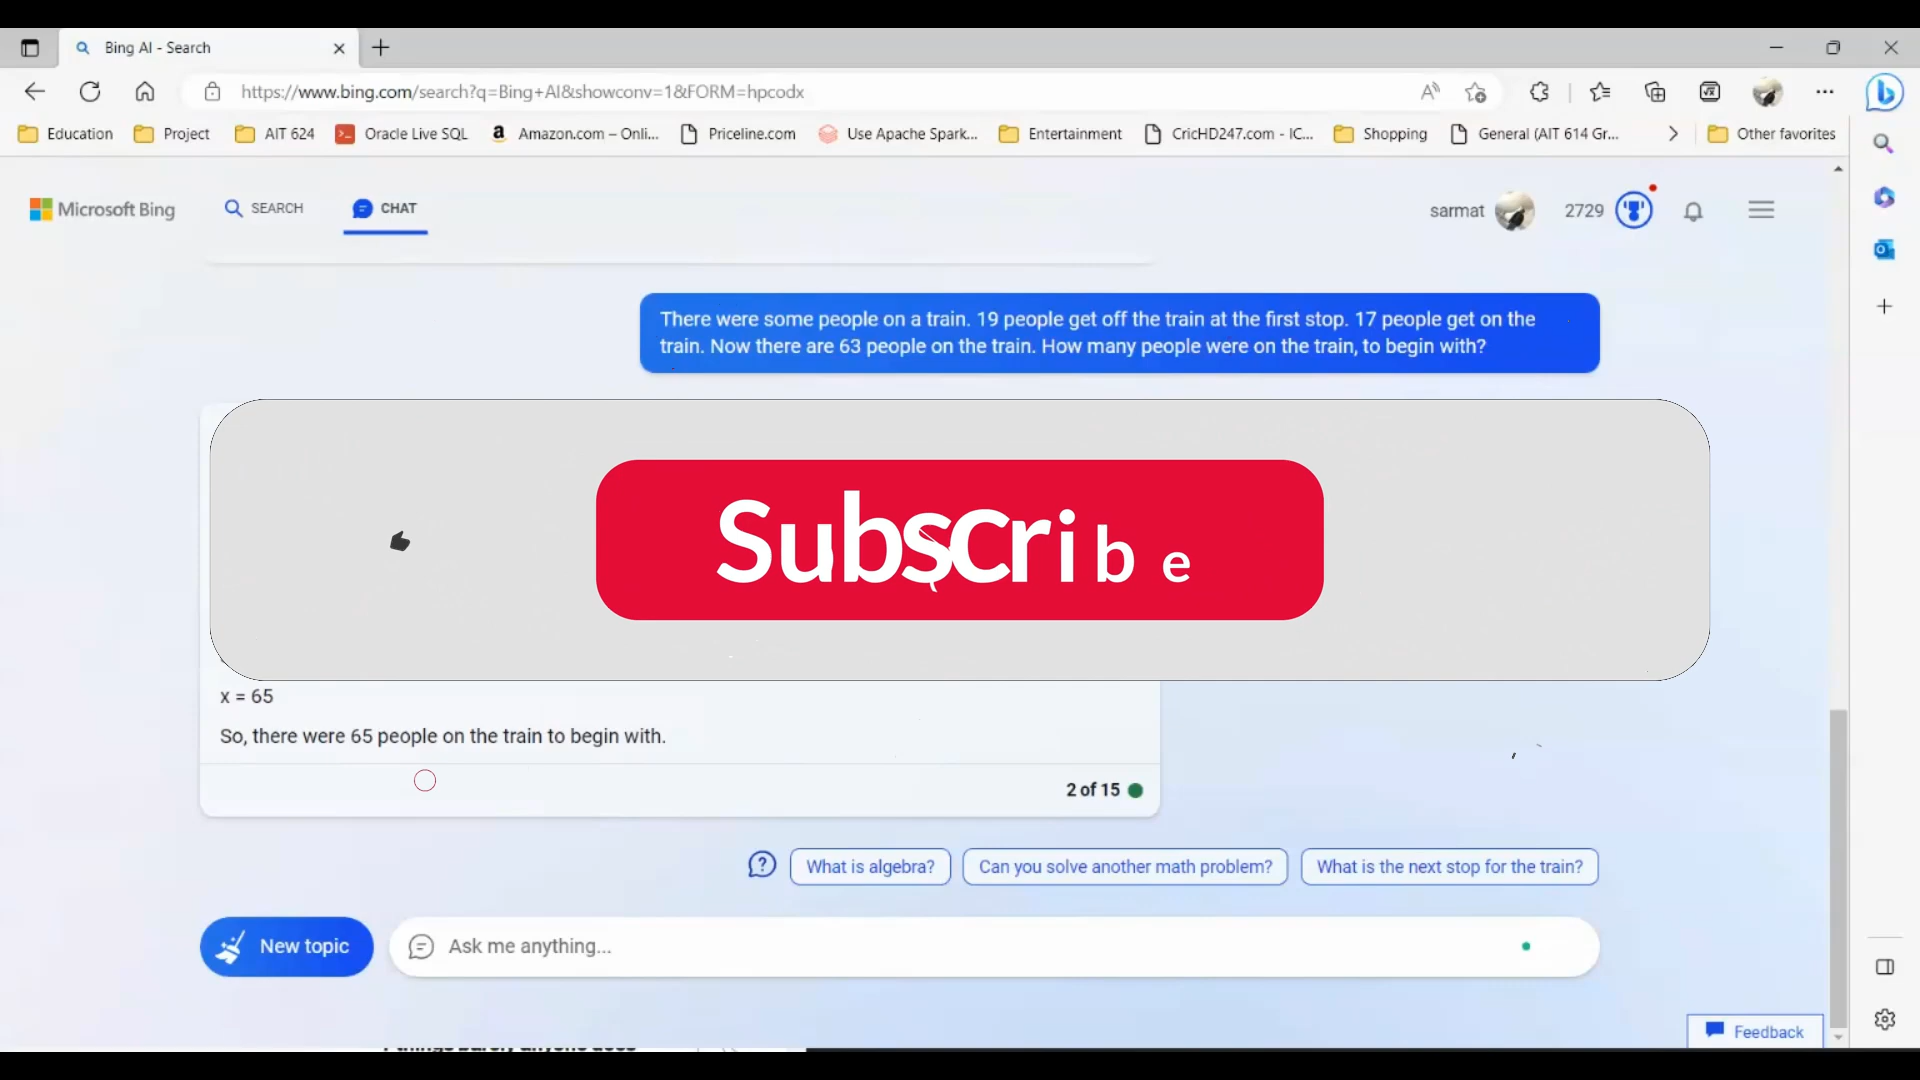 Bing AI - Search
https://www.bing.com/search?q=Bing+AI&showconv=1&FORM=hpcodx
Education Project AIT 624 Oracle Live SQL Amazon.com – Onli... Priceline.com Use Apache Spark... Entertainment CricHD247.com - IC... Shopping General (AIT 614 Gr... Other favorites
Microsoft Bing SEARCH CHAT sarmat 2729
There were some people on a train. 19 people get off the train at the first stop. 17 people get on the
train. Now there are 63 people on the train. How many people were on the train, to begin with?
Subscribe
x = 65
So, there were 65 people on the train to begin with.
2 of 15
What is algebra? Can you solve another math problem? What is the next stop for the train?
New topic Ask me anything...
Feedback